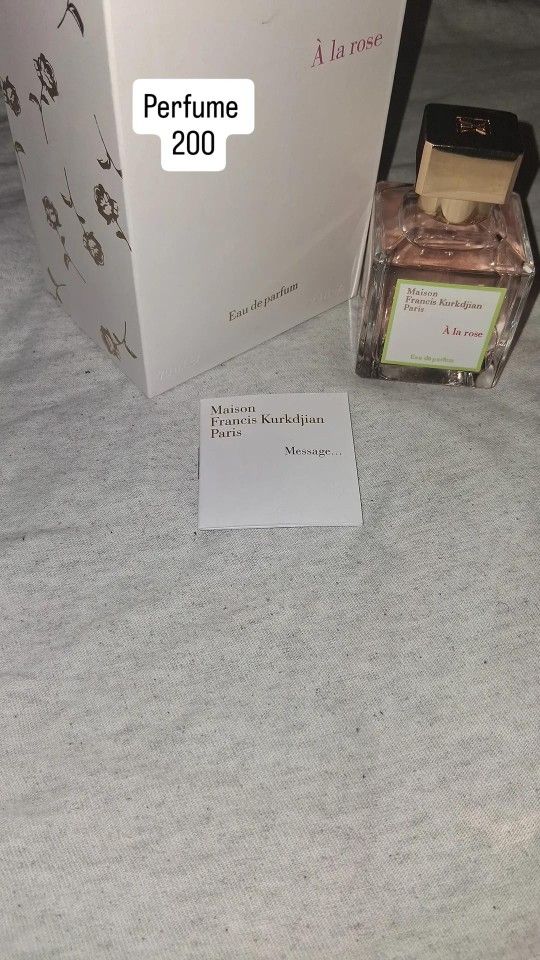 À la rose
Perfume
200
Eau de parfum
Maison
Francis Kurkdjian
Paris
À la rose
Eau de parfum
Maison
Francis Kurkdjian
Paris
Message...